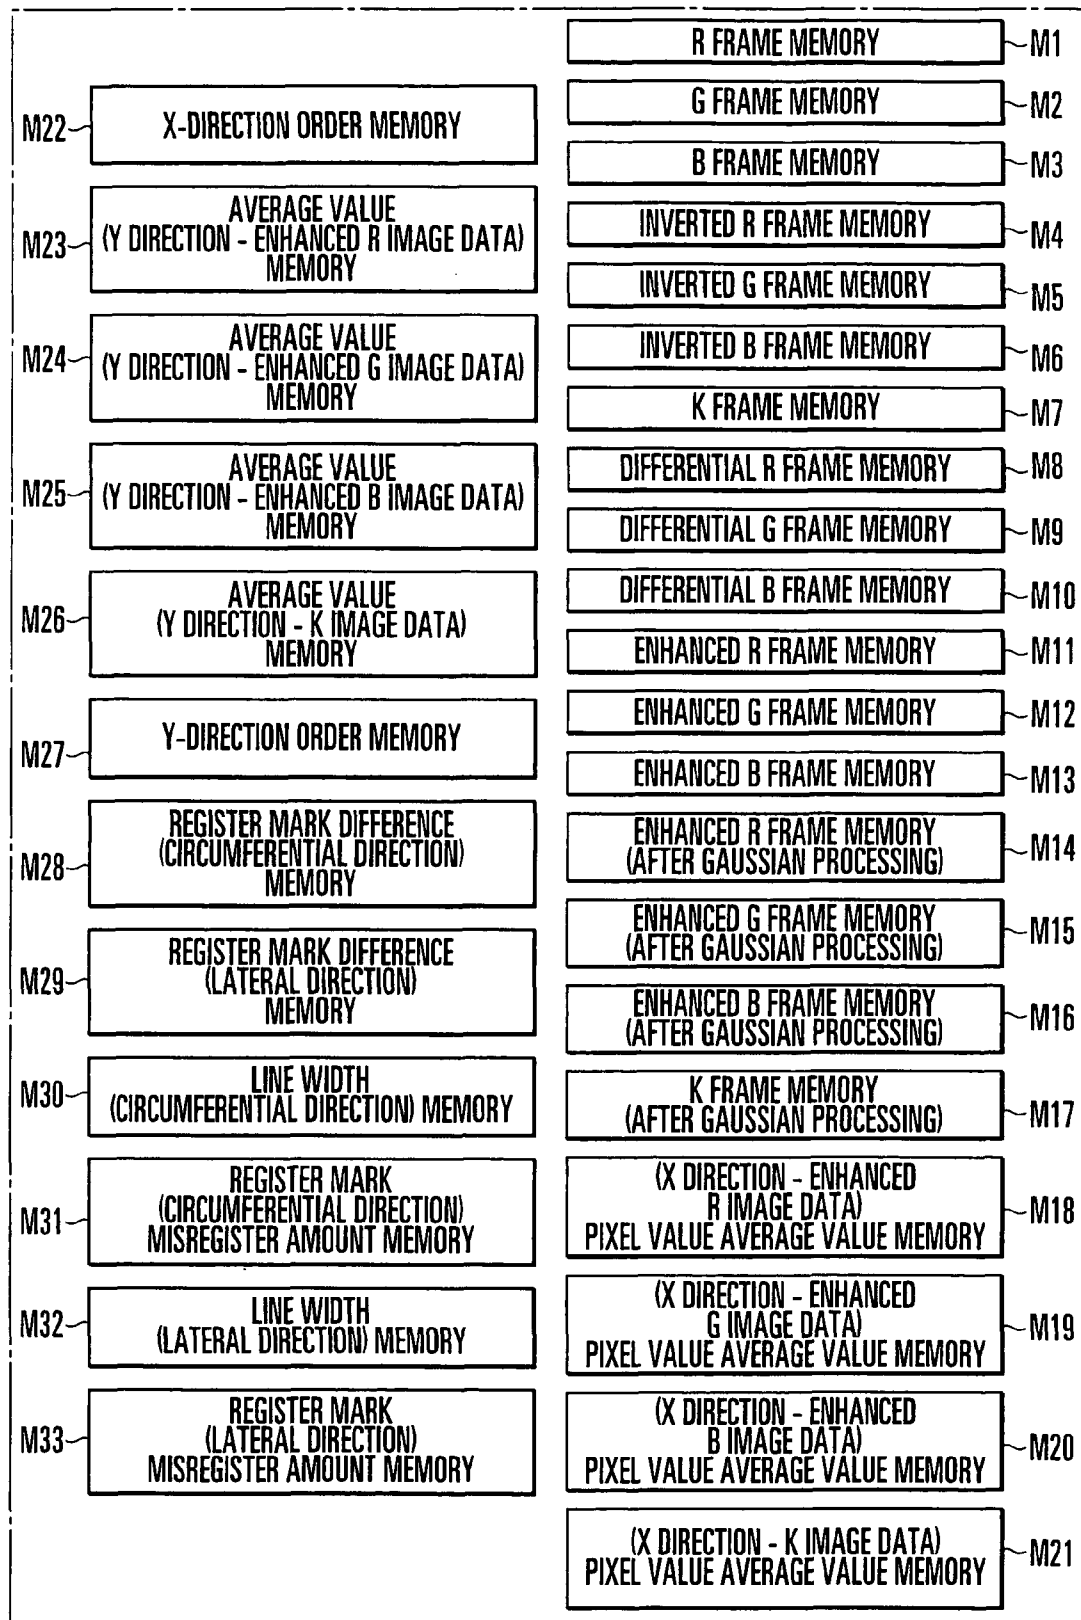 R FRAME MEMORY
M1
G FRAME MEMORY
M2
B FRAME MEMORY
M3
INVERTED R FRAME MEMORY
M4
INVERTED G FRAME MEMORY
M5
INVERTED B FRAME MEMORY
M6
K FRAME MEMORY
M7
DIFFERENTIAL R FRAME MEMORY
M8
DIFFERENTIAL G FRAME MEMORY
M9
DIFFERENTIAL B FRAME MEMORY
M10
ENHANCED R FRAME MEMORY
M11
ENHANCED G FRAME MEMORY
M12
ENHANCED B FRAME MEMORY
M13
ENHANCED R FRAME MEMORY
(AFTER GAUSSIAN PROCESSING)
M14
ENHANCED G FRAME MEMORY
(AFTER GAUSSIAN PROCESSING)
M15
ENHANCED B FRAME MEMORY
(AFTER GAUSSIAN PROCESSING)
M16
K FRAME MEMORY
(AFTER GAUSSIAN PROCESSING)
M17
(X DIRECTION - ENHANCED
R IMAGE DATA)
PIXEL VALUE AVERAGE VALUE MEMORY
M18
(X DIRECTION - ENHANCED
G IMAGE DATA)
PIXEL VALUE AVERAGE VALUE MEMORY
M19
(X DIRECTION - ENHANCED
B IMAGE DATA)
PIXEL VALUE AVERAGE VALUE MEMORY
M20
(X DIRECTION - K IMAGE DATA)
PIXEL VALUE AVERAGE VALUE MEMORY
M21
M22
X-DIRECTION ORDER MEMORY
M23
AVERAGE VALUE
(Y DIRECTION - ENHANCED R IMAGE DATA)
MEMORY
M24
AVERAGE VALUE
(Y DIRECTION - ENHANCED G IMAGE DATA)
MEMORY
M25
AVERAGE VALUE
(Y DIRECTION - ENHANCED B IMAGE DATA)
MEMORY
M26
AVERAGE VALUE
(Y DIRECTION - K IMAGE DATA)
MEMORY
M27
Y-DIRECTION ORDER MEMORY
M28
REGISTER MARK DIFFERENCE
(CIRCUMFERENTIAL DIRECTION)
MEMORY
M29
REGISTER MARK DIFFERENCE
(LATERAL DIRECTION)
MEMORY
M30
LINE WIDTH
(CIRCUMFERENTIAL DIRECTION) MEMORY
M31
REGISTER MARK
(CIRCUMFERENTIAL DIRECTION)
MISREGISTER AMOUNT MEMORY
M32
LINE WIDTH
(LATERAL DIRECTION) MEMORY
M33
REGISTER MARK
(LATERAL DIRECTION)
MISREGISTER AMOUNT MEMORY